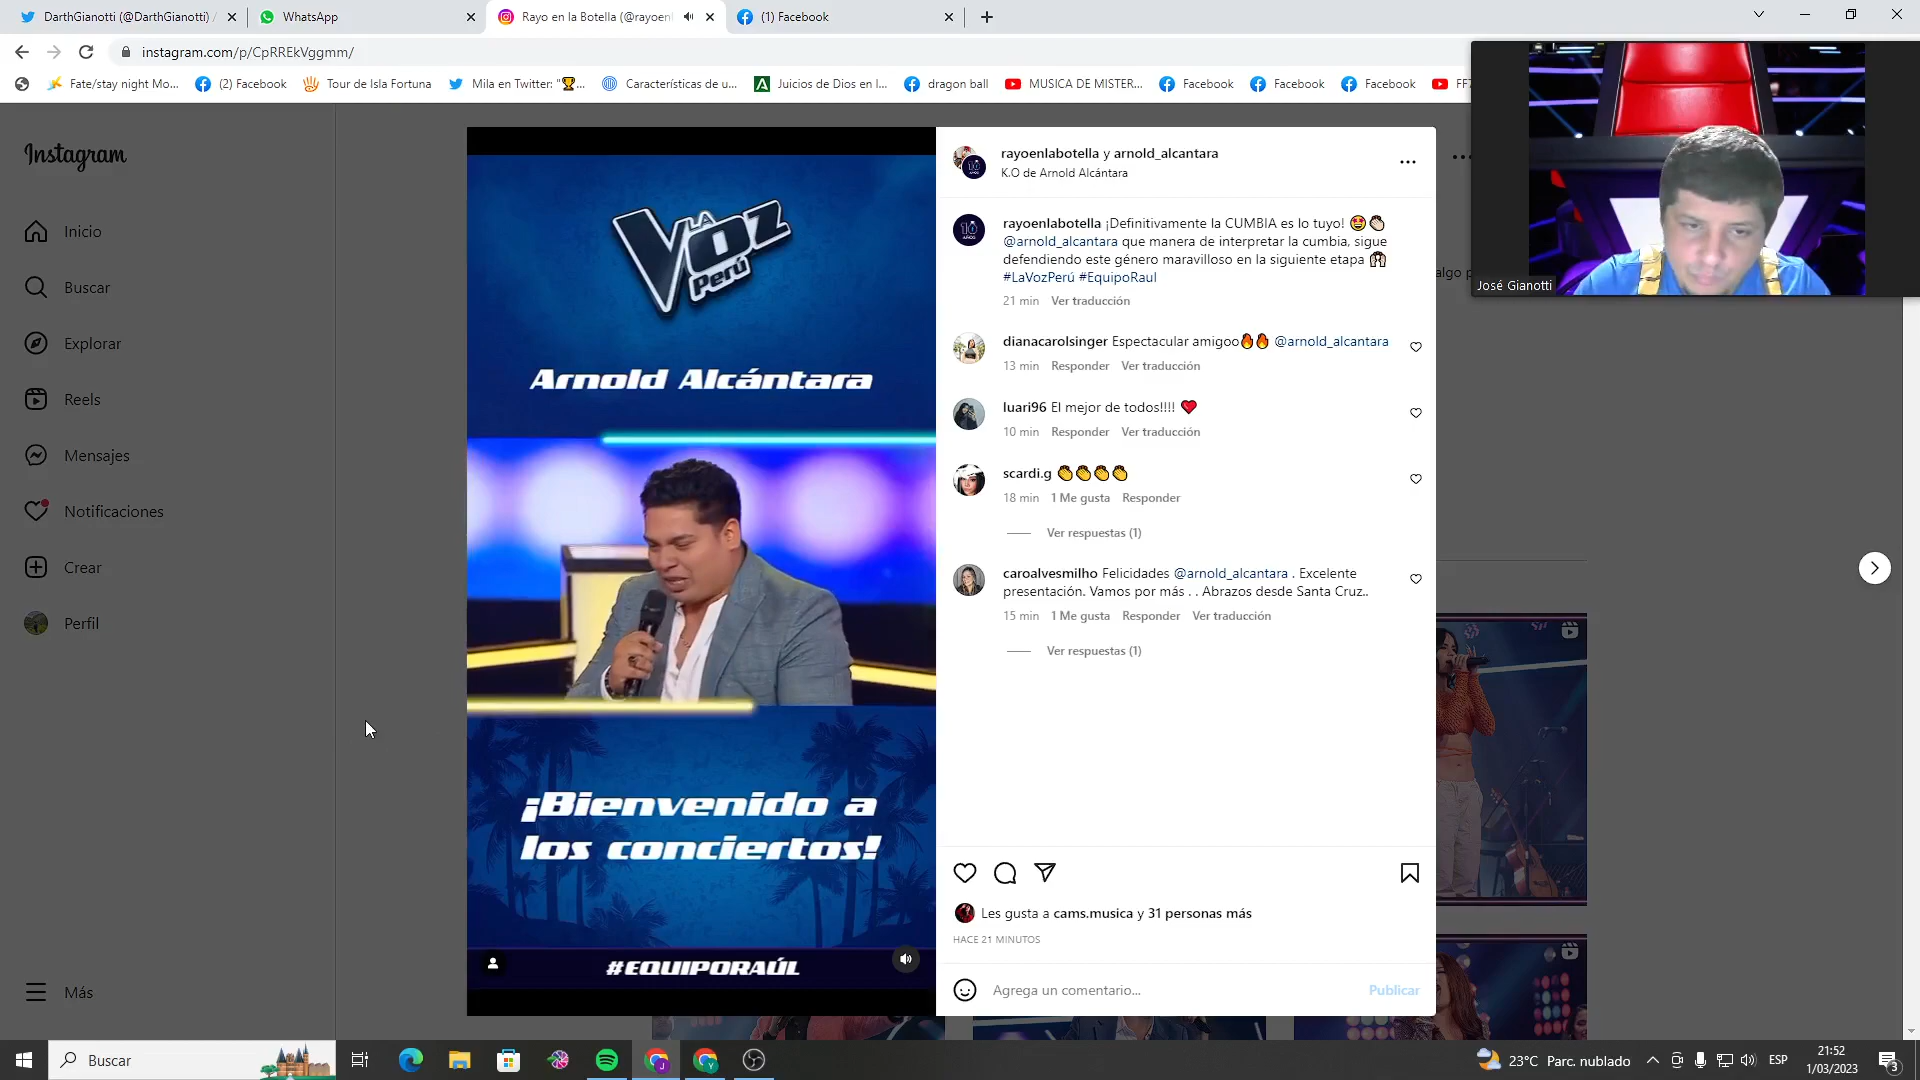 DarthGianotti (@DarthGianotti) /
WhatsApp
Rayo en la Botella (@rayoenl
(1) Facebook
instagram.com/p/CpRREkVggmm/
Fate/stay night Mo...
(2) Facebook
Tour de Isla Fortuna
Mila en Twitter: "🏆...
Características de u...
Juicios de Dios en l...
dragon ball
MUSICA DE MISTER...
Facebook
Facebook
Facebook
FF7
Instagram
Inicio
Buscar
Explorar
Reels
Mensajes
Notificaciones
Crear
Perfil
Más
LA
VOZ
Perú
Arnold Alcántara
¡Bienvenido a
los conciertos!
#EQUIPORAÚL
rayoenlabotella y arnold_alcantara
K.O de Arnold Alcántara
rayoenlabotella ¡Definitivamente la CUMBIA es lo tuyo! 🤩👏🏻
@arnold_alcantara que manera de interpretar la cumbia, sigue
defendiendo este género maravilloso en la siguiente etapa 🙌🏻
#LaVozPerú #EquipoRaul
21 min Ver traducción
dianacarolsinger Espectacular amigoo🔥🔥 @arnold_alcantara
13 min Responder Ver traducción
luari96 El mejor de todos!!!! ❤️
10 min Responder Ver traducción
scardi.g 👏👏👏👏
18 min 1 Me gusta Responder
Ver respuestas (1)
caroalvesmilho Felicidades @arnold_alcantara . Excelente
presentación. Vamos por más . . Abrazos desde Santa Cruz..
15 min 1 Me gusta Responder Ver traducción
Ver respuestas (1)
Les gusta a cams.musica y 31 personas más
HACE 21 MINUTOS
Agrega un comentario...
Publicar
algo p
José Gianotti
Buscar
23°C Parc. nublado
ESP
21:52
1/03/2023
3